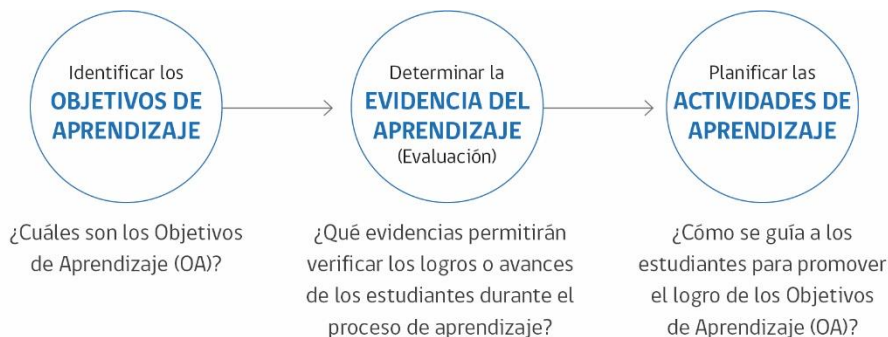 Identificar los
OBJETIVOS DE
APRENDIZAJE
Determinar la
EVIDENCIA DEL
APRENDIZAJE
(Evaluación)
Planificar las
ACTIVIDADES DE
APRENDIZAJE
¿Cuáles son los Objetivos
de Aprendizaje (OA)?
¿Qué evidencias permitirán
verificar los logros o avances
de los estudiantes durante el
proceso de aprendizaje?
¿Cómo se guía a los
estudiantes para promover
el logro de los Objetivos
de Aprendizaje (OA)?